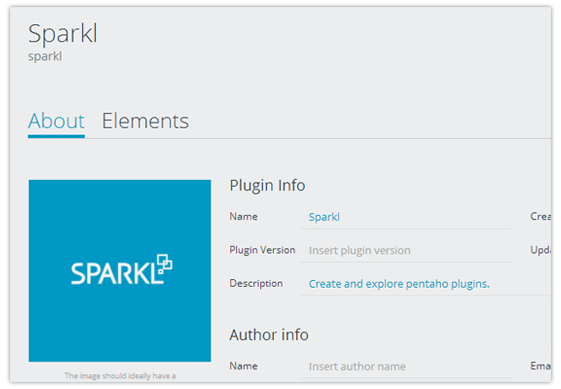 Sparkl
sparkl
About Elements
SPARKL
The image should ideally have a
Plugin Info
Name Sparkl Crea
Plugin Version Insert plugin version Upda
Description Create and explore pentaho plugins.
Author info
Name Insert author name Ema